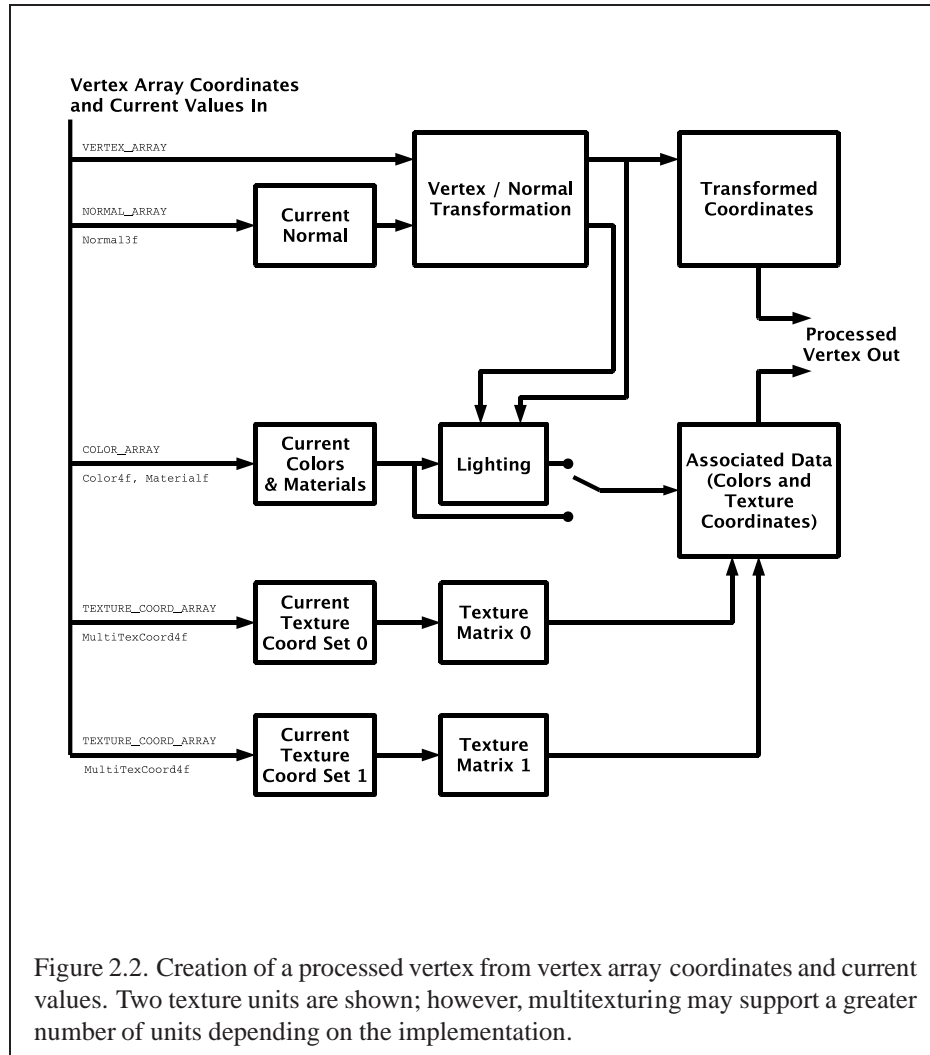 Vertex Array Coordinates
and Current Values In
VERTEX_ARRAY
NORMAL_ARRAY
Normal3f
Current
Normal
Vertex / Normal
Transformation
Transformed
Coordinates
Processed
Vertex Out
COLOR_ARRAY
Color4f, Materialf
Current
Colors
& Materials
Lighting
Associated Data
(Colors and
Texture
Coordinates)
TEXTURE_COORD_ARRAY
MultiTexCoord4f
Current
Texture
Coord Set 0
Texture
Matrix 0
TEXTURE_COORD_ARRAY
MultiTexCoord4f
Current
Texture
Coord Set 1
Texture
Matrix 1
Figure 2.2. Creation of a processed vertex from vertex array coordinates and current
values. Two texture units are shown; however, multitexturing may support a greater
number of units depending on the implementation.